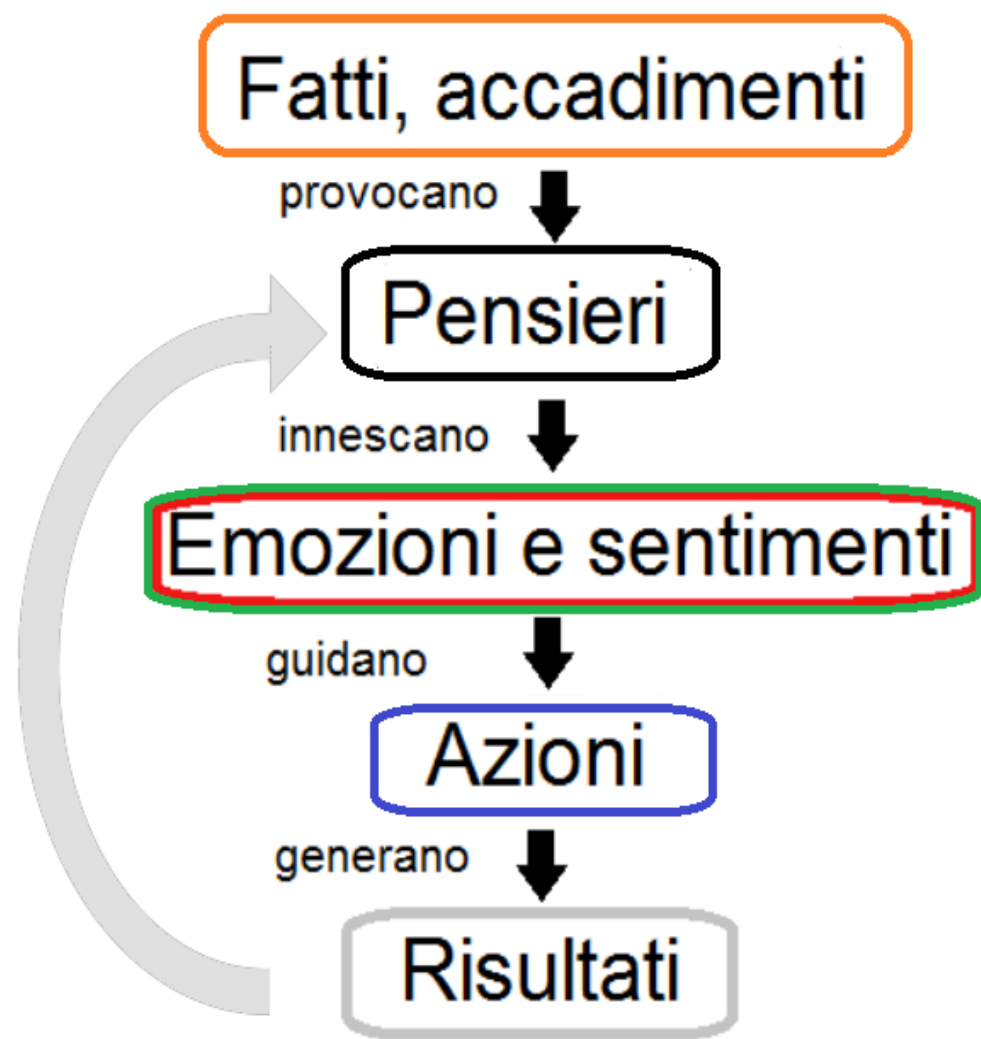 Fatti, accadimenti
provocano
Pensieri
innescano
Emozioni e sentimenti
guidano
Azioni
generano
Risultati